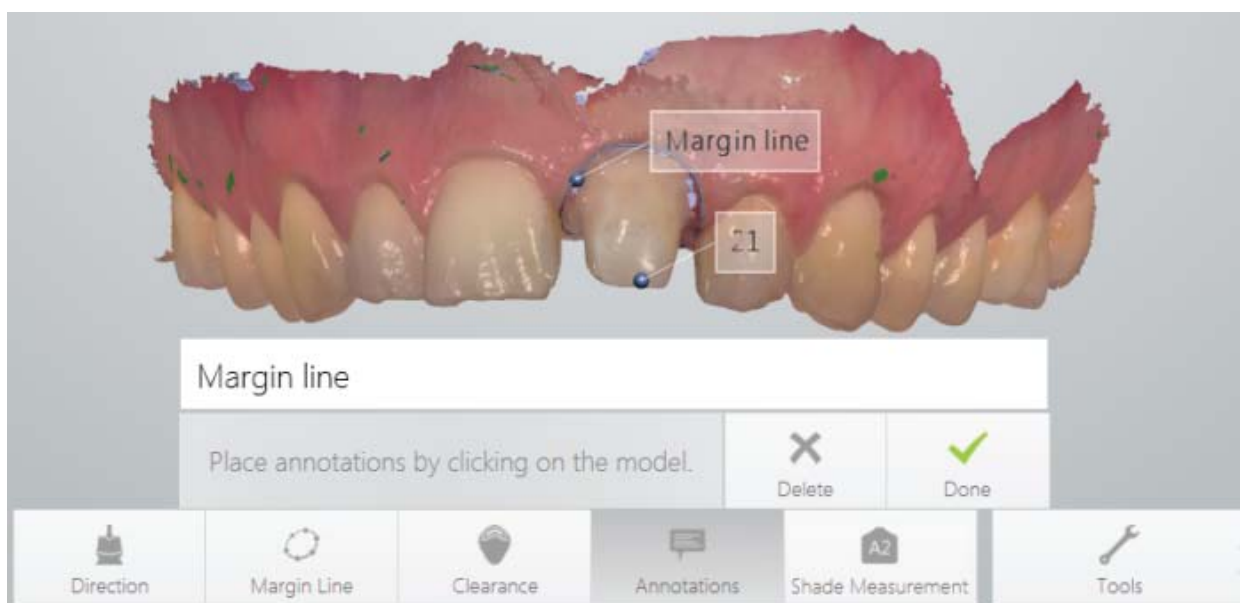 Margin line
21
Margin line
Place annotations by clicking on the model.
Delete
Done
Direction
Margin Line
Clearance
Annotations
A2
Shade Measurement
Tools